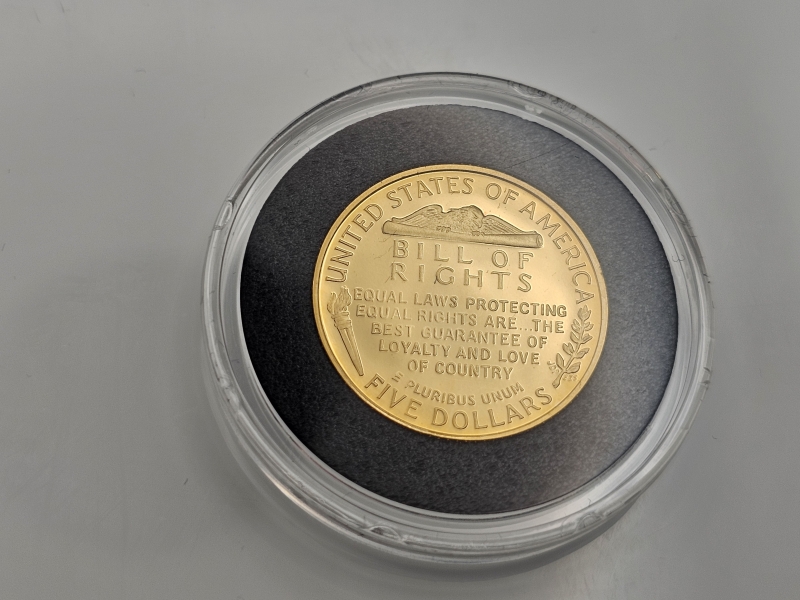 UNITED STATES OF AMERICA
BILL OF
RIGHTS
EQUAL LAWS PROTECTING
EQUAL RIGHTS ARE...THE
BEST GUARANTEE OF
LOYALTY AND LOVE
OF COUNTRY
E PLURIBUS UNUM
FIVE DOLLARS